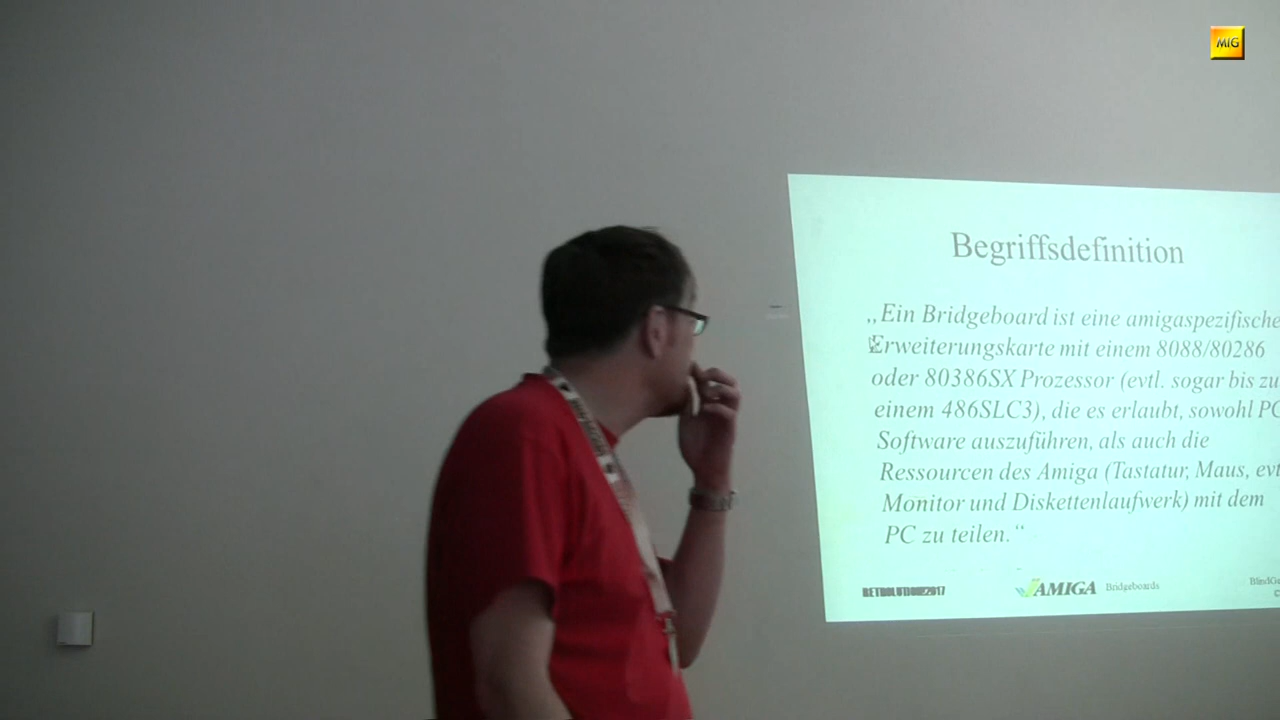 MIG
Begriffsdefinition
„Ein Bridgeboard ist eine amigaspezifische
Erweiterungskarte mit einem 8088/80286
oder 80386SX Prozessor (evtl. sogar bis zu
einem 486SLC3), die es erlaubt, sowohl PC
Software auszuführen, als auch die
Ressourcen des Amiga (Tastatur, Maus, evt
Monitor und Diskettenlaufwerk) mit dem
PC zu teilen.“
RETROLUTION!2017 AMIGA Bridgeboards